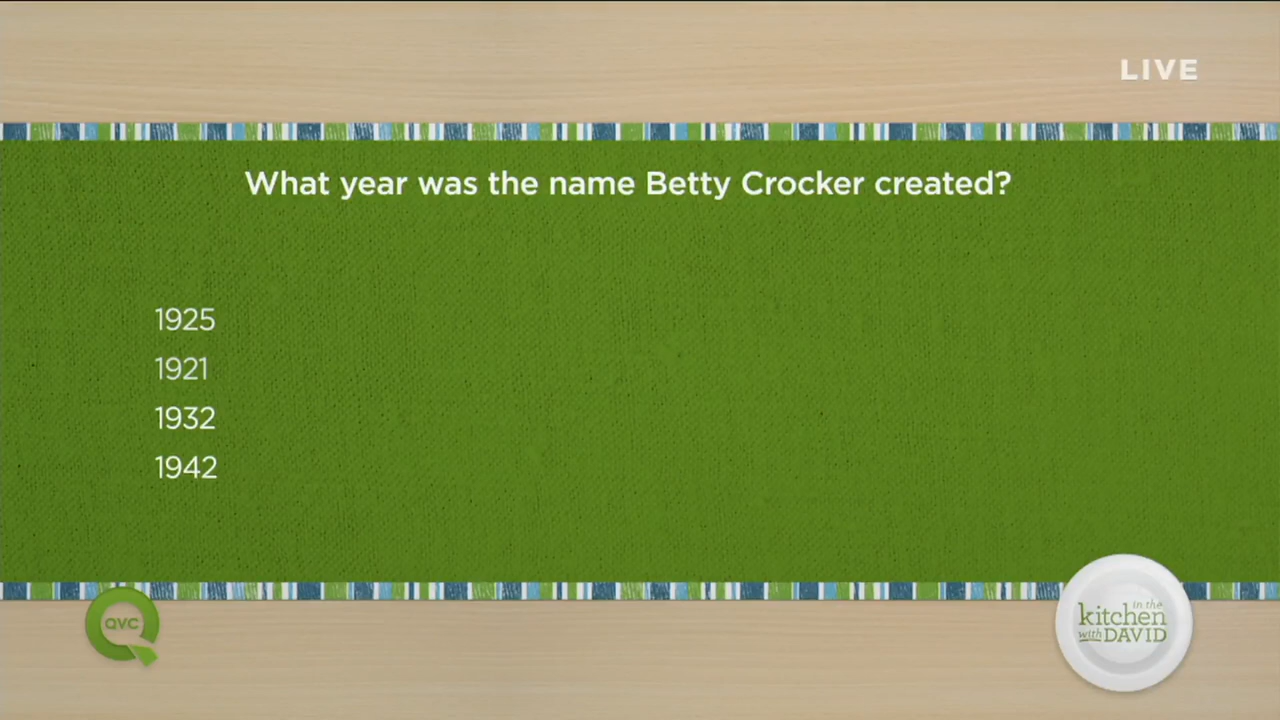 LIVE
What year was the name Betty Crocker created?
1925
1921
1932
1942
QVC
in the
kitchen
with DAVID